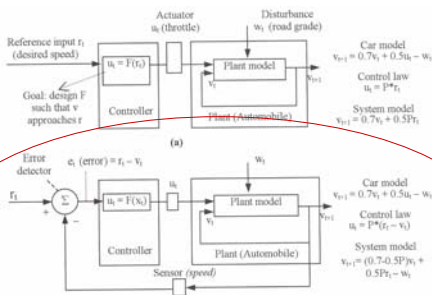 Actuator
u_t (throttle)
Disturbance
w_t (road grade)
Reference input r_t
(desired speed)
u_t = F(r_t)
Plant model
v_t
v_t+1
Goal: design F
such that v
approaches r
Controller
Plant (Automobile)
Car model
v_t+1 = 0.7v_t + 0.5u_t - w_t
Control law
u_t = P*r_t
System model
v_t+1 = 0.7v_t + 0.5Pr_t
(a)
Error
detector
e_t (error) = r_t - v_t
w_t
r_t
+
Σ
−
u_t = F(x_t)
u_t
Plant model
v_t
v_t+1
Controller
Plant (Automobile)
Sensor (speed)
Car model
v_t+1 = 0.7v_t + 0.5u_t - w_t
Control law
u_t = P*(r_t - v_t)
System model
v_t+1 = (0.7-0.5P)v_t +
0.5Pr_t - w_t